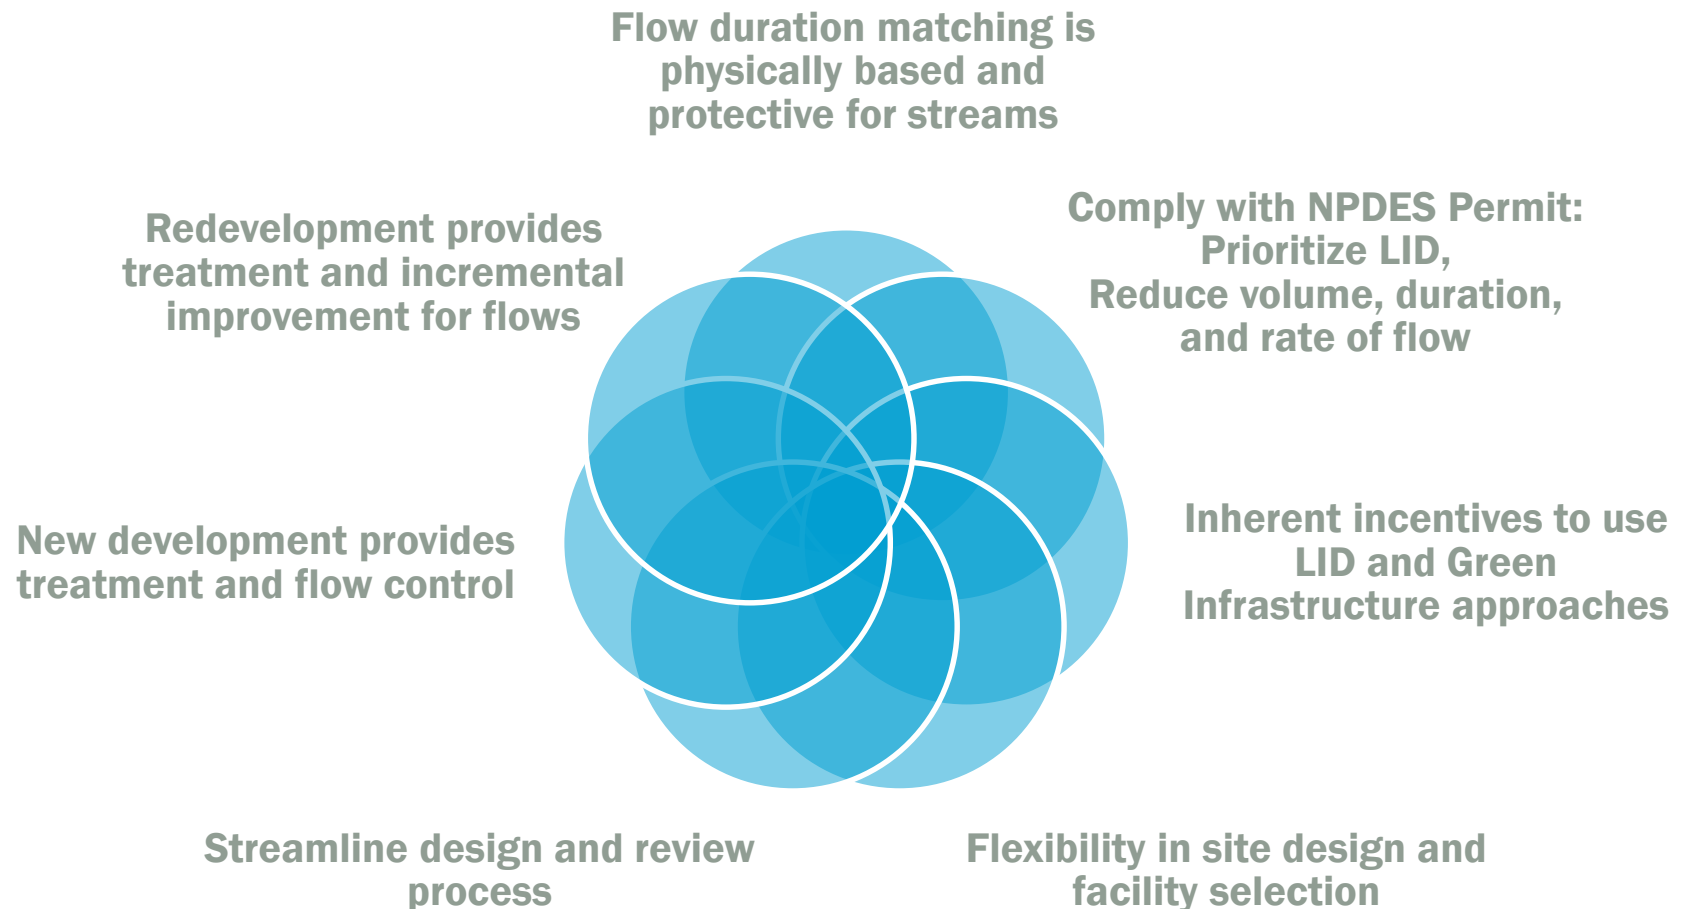 Flow duration matching is
physically based and
protective for streams
Comply with NPDES Permit:
Prioritize LID,
Reduce volume, duration,
and rate of flow
Inherent incentives to use
LID and Green
Infrastructure approaches
Flexibility in site design and
facility selection
Streamline design and review
process
New development provides
treatment and flow control
Redevelopment provides
treatment and incremental
improvement for flows